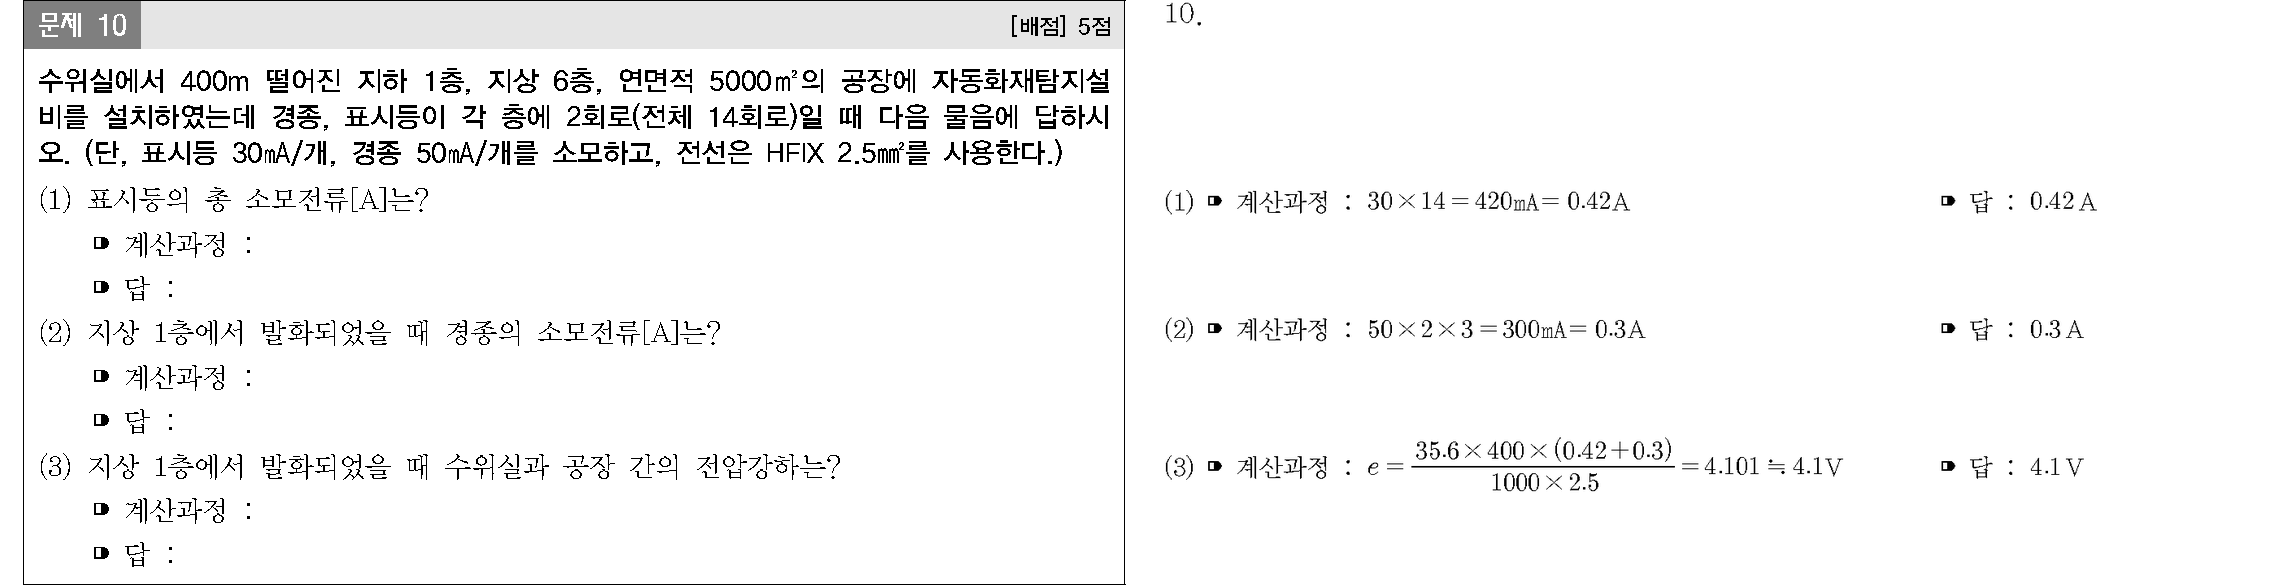 문제 10
[배점] 5점
수위실에서 400m 떨어진 지하 1층, 지상 6층, 연면적 5000㎡의 공장에 자동화재탐지설
비를 설치하였는데 경종, 표시등이 각 층에 2회로(전체 14회로)일 때 다음 물음에 답하시
오. (단, 표시등 30㎃/개, 경종 50㎃/개를 소모하고, 전선은 HFIX 2.5㎟를 사용한다.)
(1) 표시등의 총 소모전류[A]는?
➡ 계산과정 :
➡ 답 :
(2) 지상 1층에서 발화되었을 때 경종의 소모전류[A]는?
➡ 계산과정 :
➡ 답 :
(3) 지상 1층에서 발화되었을 때 수위실과 공장 간의 전압강하는?
➡ 계산과정 :
➡ 답 :
10.
(1) ➡ 계산과정 : 30×14=420㎃= 0.42A ➡ 답 : 0.42A
(2) ➡ 계산과정 : 50×2×3=300㎃= 0.3A ➡ 답 : 0.3A
(3) ➡ 계산과정 : e = 35.6×400×(0.42+0.3) / 1000×2.5 = 4.101≒4.1V ➡ 답 : 4.1V